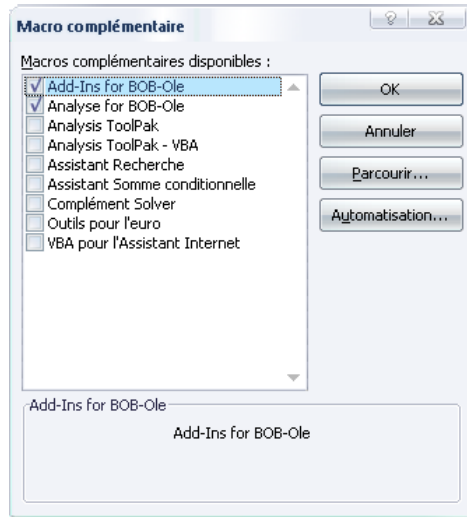 Macro complémentaire
Macros complémentaires disponibles :
Add-Ins for BOB-Ole
Analyse for BOB-Ole
Analysis ToolPak
Analysis ToolPak - VBA
Assistant Recherche
Assistant Somme conditionnelle
Complément Solver
Outils pour l'euro
VBA pour l'Assistant Internet
OK
Annuler
Parcourir...
Automatisation...
Add-Ins for BOB-Ole
Add-Ins for BOB-Ole